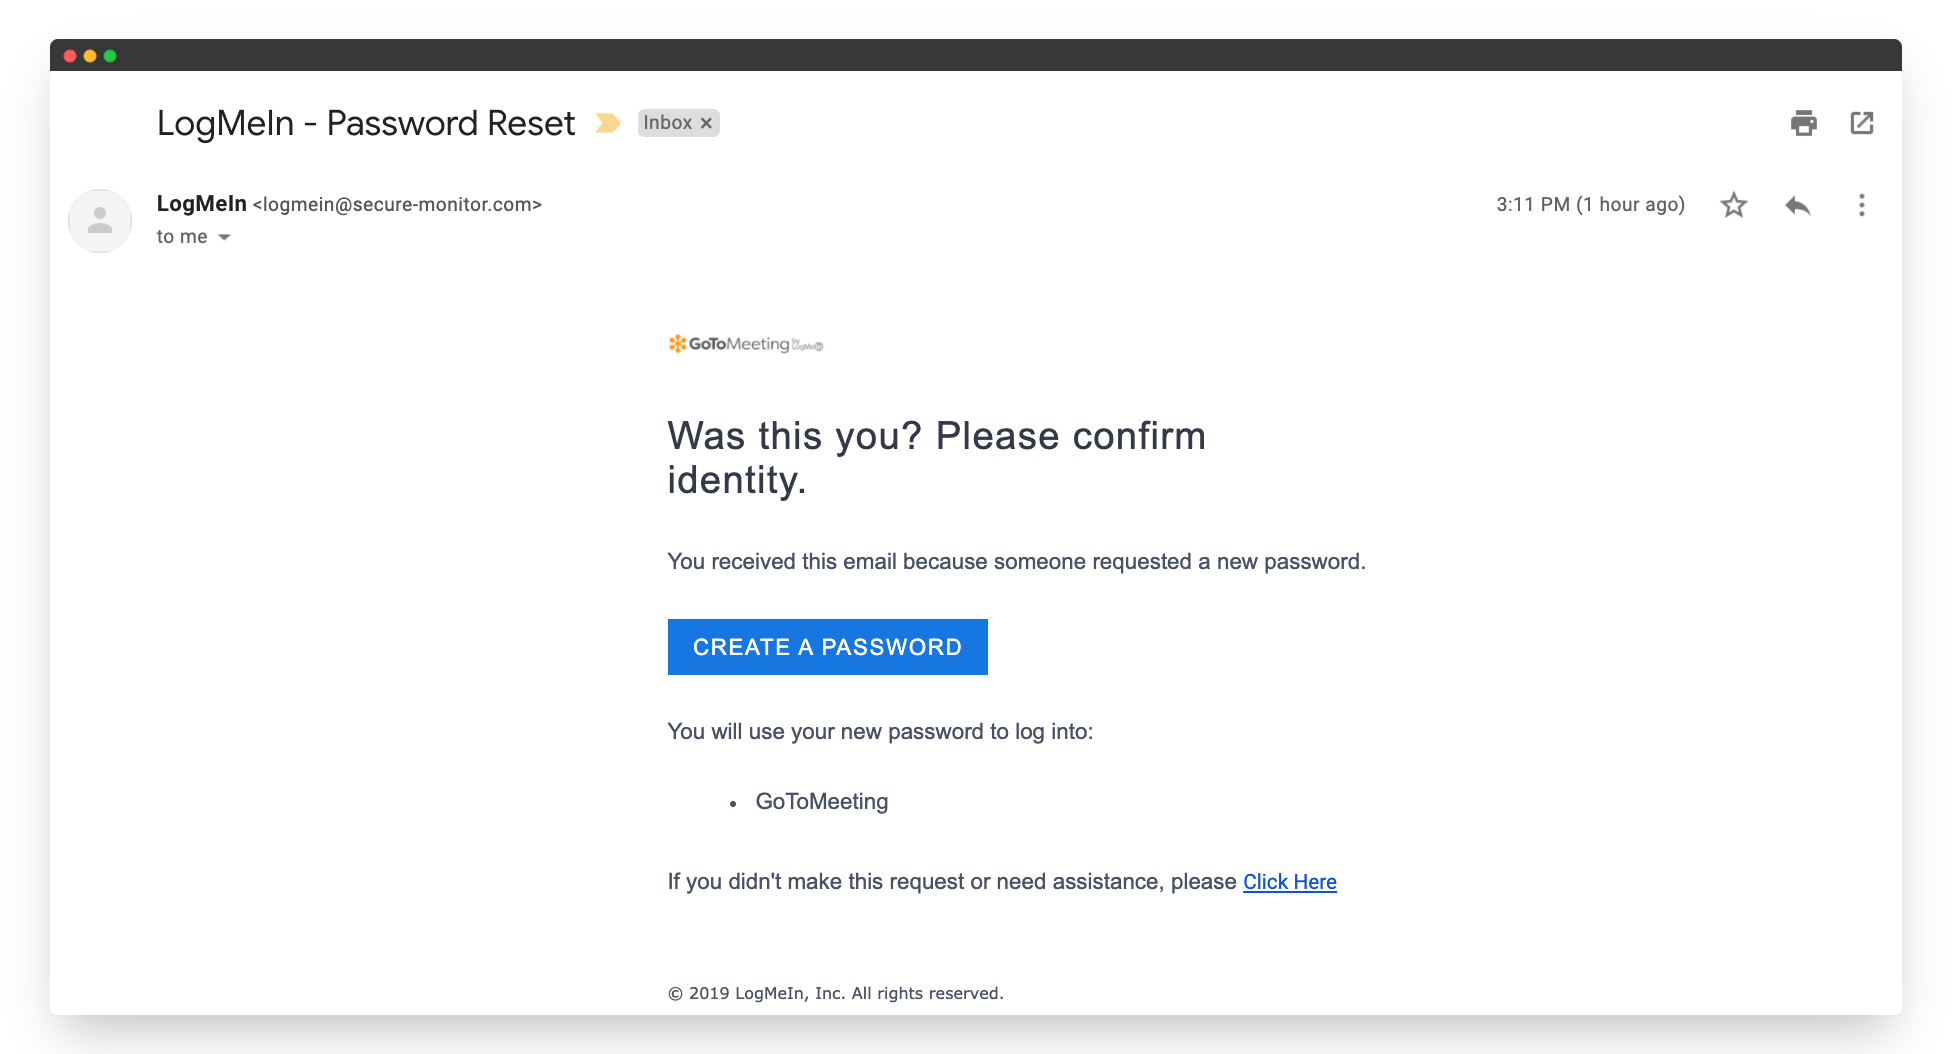 LogMeIn - Password Reset Inbox ×
LogMeIn <logmein@secure-monitor.com> 3:11 PM (1 hour ago)
to me
GoToMeeting by LogMeIn
Was this you? Please confirm
identity.
You received this email because someone requested a new password.
CREATE A PASSWORD
You will use your new password to log into:
• GoToMeeting
If you didn't make this request or need assistance, please Click Here
© 2019 LogMeIn, Inc. All rights reserved.